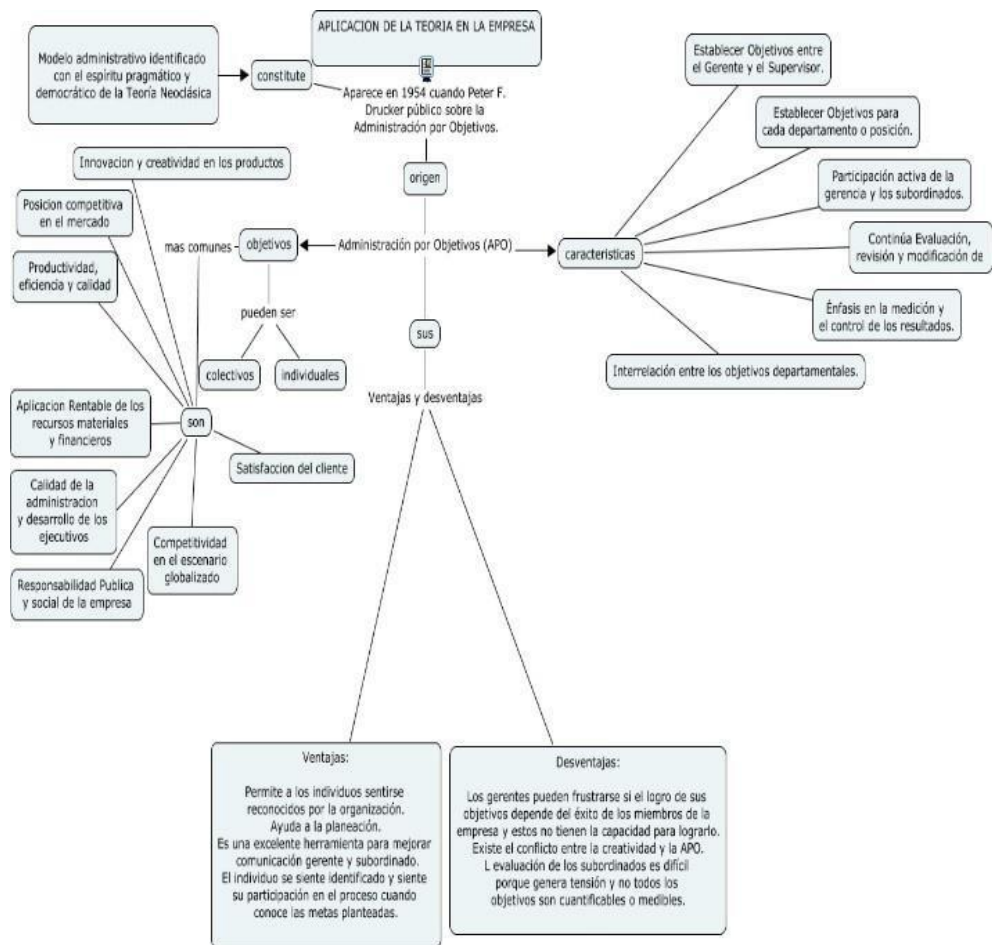 APLICACION DE LA TEORIA EN LA EMPRESA
Modelo administrativo identificado
con el espíritu pragmático y
democrático de la Teoría Neoclásica
constitute
Aparece en 1954 cuando Peter F.
Drucker público sobre la
Administración por Objetivos.
origen
Administración por Objetivos (APO)
objetivos
mas comunes
pueden ser
colectivos
individuales
Innovacion y creatividad en los productos
Posicion competitiva
en el mercado
Productividad,
eficiencia y calidad
son
Aplicacion Rentable de los
recursos materiales
y financieros
Calidad de la
administracion
y desarrollo de los
ejecutivos
Responsabilidad Publica
y social de la empresa
Competitividad
en el escenario
globalizado
Satisfaccion del cliente
caracteristicas
Establecer Objetivos entre
el Gerente y el Supervisor.
Establecer Objetivos para
cada departamento o posición.
Participación activa de la
gerencia y los subordinados.
Continúa Evaluación,
revisión y modificación de
Énfasis en la medición y
el control de los resultados.
Interrelación entre los objetivos departamentales.
sus
Ventajas y desventajas
Ventajas:
Permite a los individuos sentirse
reconocidos por la organización.
Ayuda a la planeación.
Es una excelente herramienta para mejorar
comunicación gerente y subordinado.
El individuo se siente identificado y siente
su participación en el proceso cuando
conoce las metas planteadas.
Desventajas:
Los gerentes pueden frustrarse si el logro de sus
objetivos depende del éxito de los miembros de la
empresa y estos no tienen la capacidad para lograrlo.
Existe el conflicto entre la creatividad y la APO.
L evaluación de los subordinados es difícil
porque genera tensión y no todos los
objetivos son cuantificables o medibles.